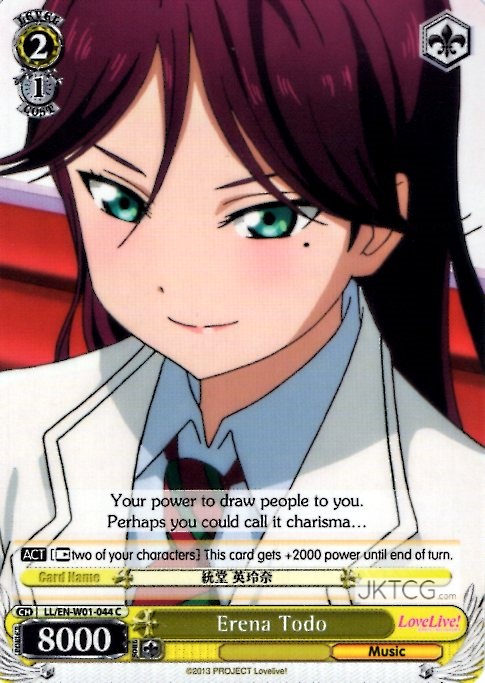 LEVEL
2
1
COST
Your power to draw people to you.
Perhaps you could call it charisma...
ACT [two of your characters] This card gets +2000 power until end of turn.
Card Name
統堂 英玲奈
JKTCG.com
CH LL/EN-W01-044 C
Erena Todo
LoveLive!
POWER
8000
SOUL
Music
©2013 PROJECT Lovelive!